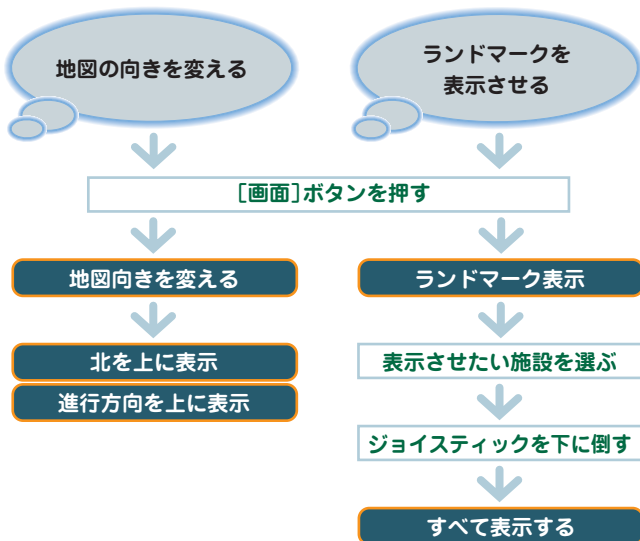 地図の向きを変える
ランドマークを
表示させる
[画面]ボタンを押す
地図向きを変える
ランドマーク表示
北を上に表示
進行方向を上に表示
表示させたい施設を選ぶ
ジョイスティックを下に倒す
すべて表示する